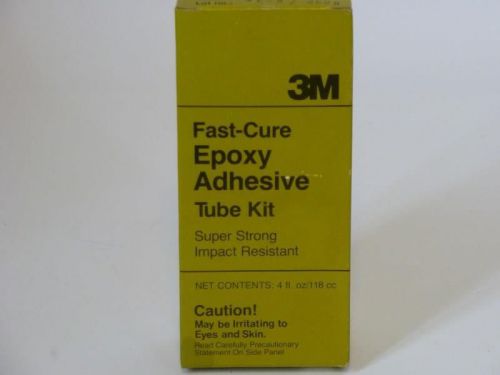 3M
Fast-Cure
Epoxy
Adhesive
Tube Kit
Super Strong
Impact Resistant
NET CONTENTS: 4 fl. oz/118 cc
Caution!
May be Irritating to
Eyes and Skin.
Read Carefully Precautionary
Statement On Side Panel